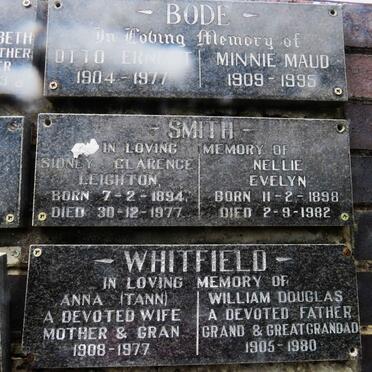 BETH
- BODE -
In Loving Memory of
OTTO ERNEST
1904-1977
MINNIE MAUD
1909-1995
- SMITH -
IN LOVING MEMORY OF
SIDNEY CLARENCE
LEIGHTON
BORN 7-2-1894
DIED 30-12-1977
NELLIE
EVELYN
BORN 11-2-1898
DIED 2-9-1982
- WHITFIELD -
IN LOVING MEMORY OF
ANNA (TANN)
A DEVOTED WIFE
MOTHER & GRAN
1908-1977
WILLIAM DOUGLAS
A DEVOTED FATHER
GRAND & GREATGRANDAD
1905-1980